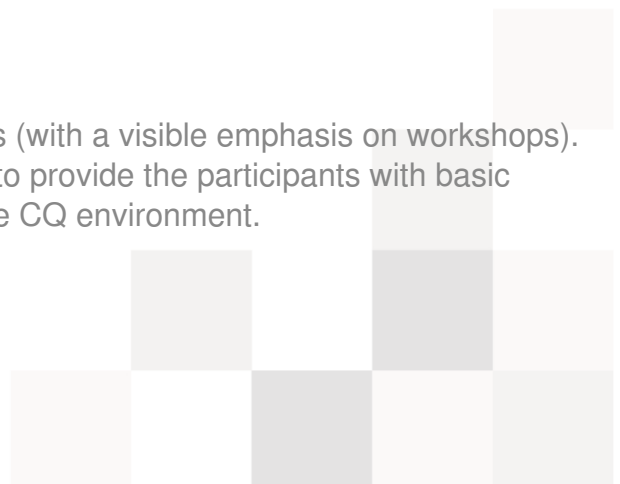 s (with a visible emphasis on workshops).
to provide the participants with basic
e CQ environment.